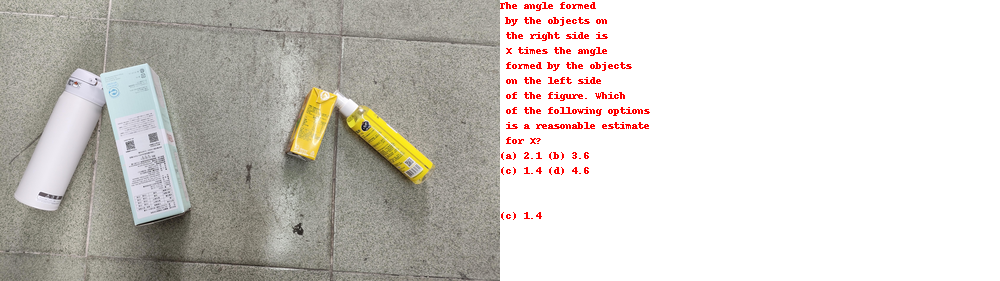 The angle formed
by the objects on
the right side is
X times the angle
formed by the objects
on the left side
of the figure. Which
of the following options
is a reasonable estimate
for X?
(a) 2.1 (b) 3.6
(c) 1.4 (d) 4.6
(c) 1.4